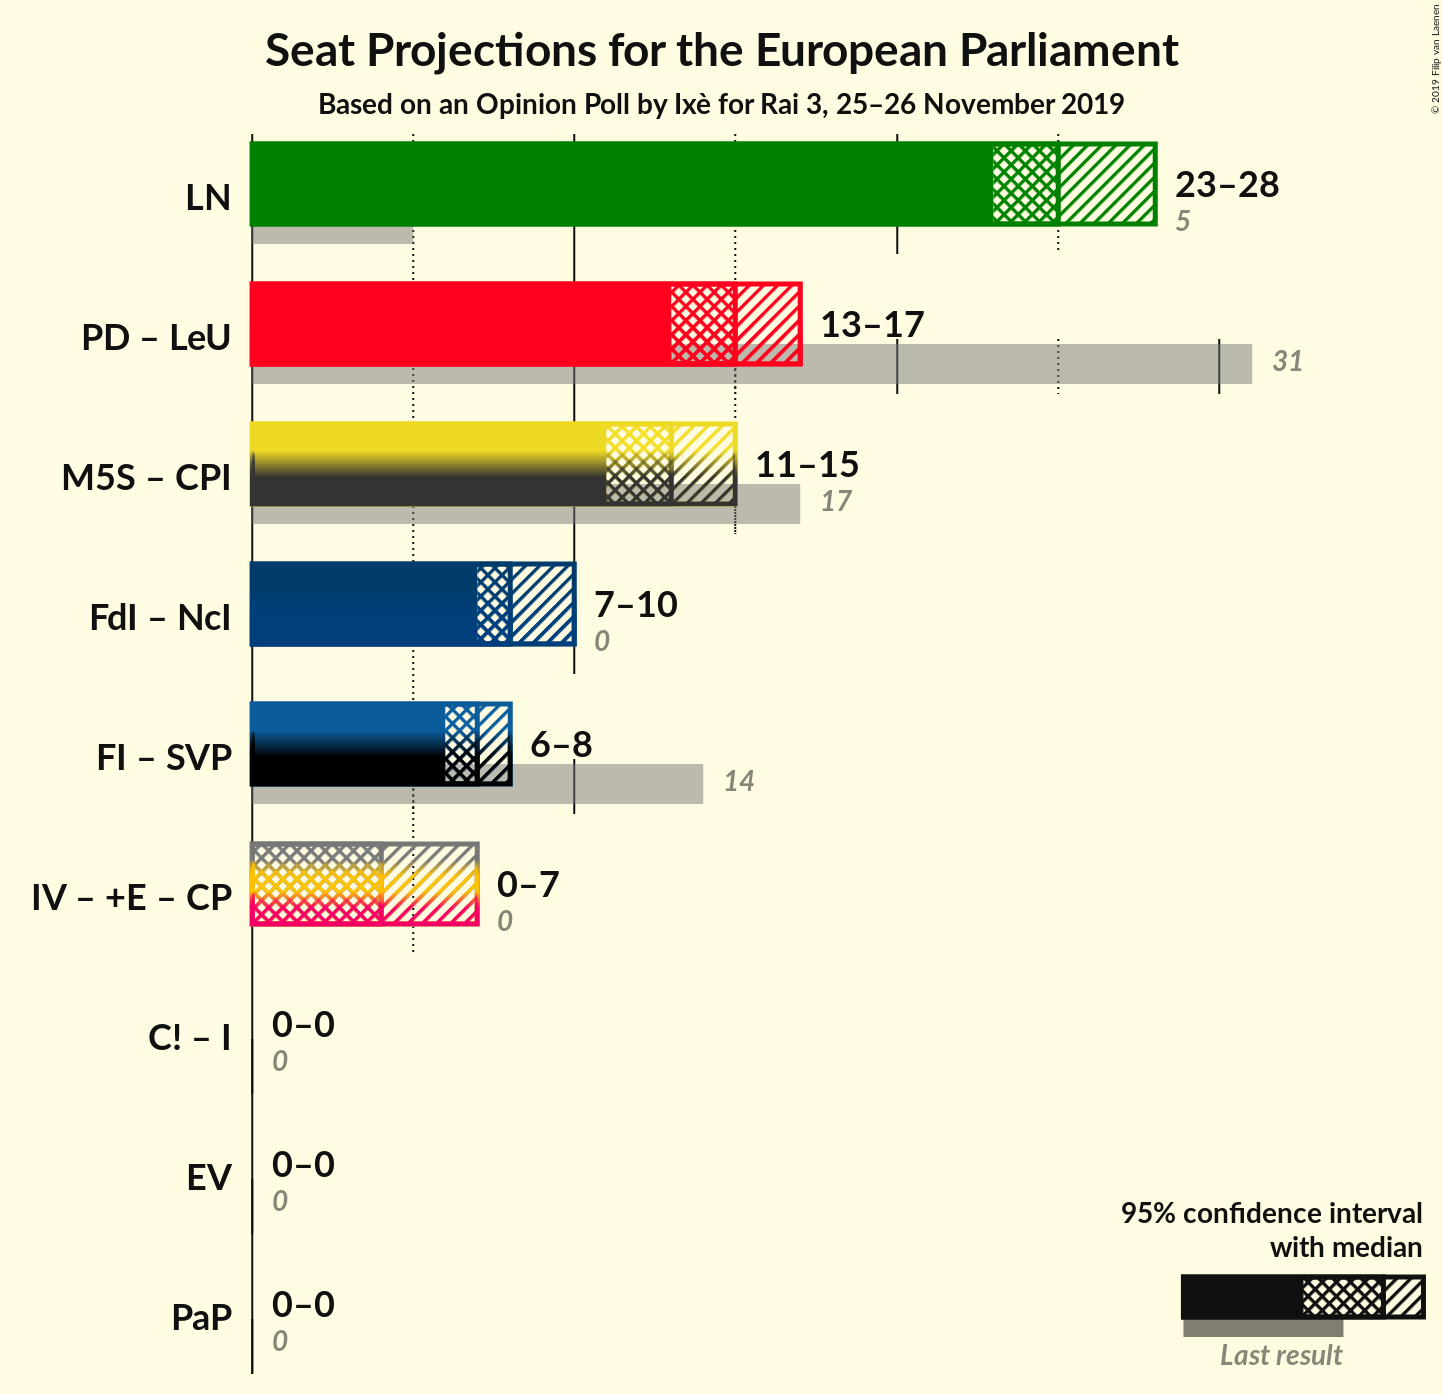 Seat Projections for the European Parliament
Based on an Opinion Poll by Ixè for Rai 3, 25–26 November 2019
© 2019 Filip van Laenen
LN
23–28
5
PD – LeU
13–17
31
M5S – CPI
11–15
17
FdI – NcI
7–10
0
FI – SVP
6–8
14
IV – +E – CP
0–7
0
C! – I
0–0
0
EV
0–0
0
PaP
0–0
0
95% confidence interval
with median
Last result